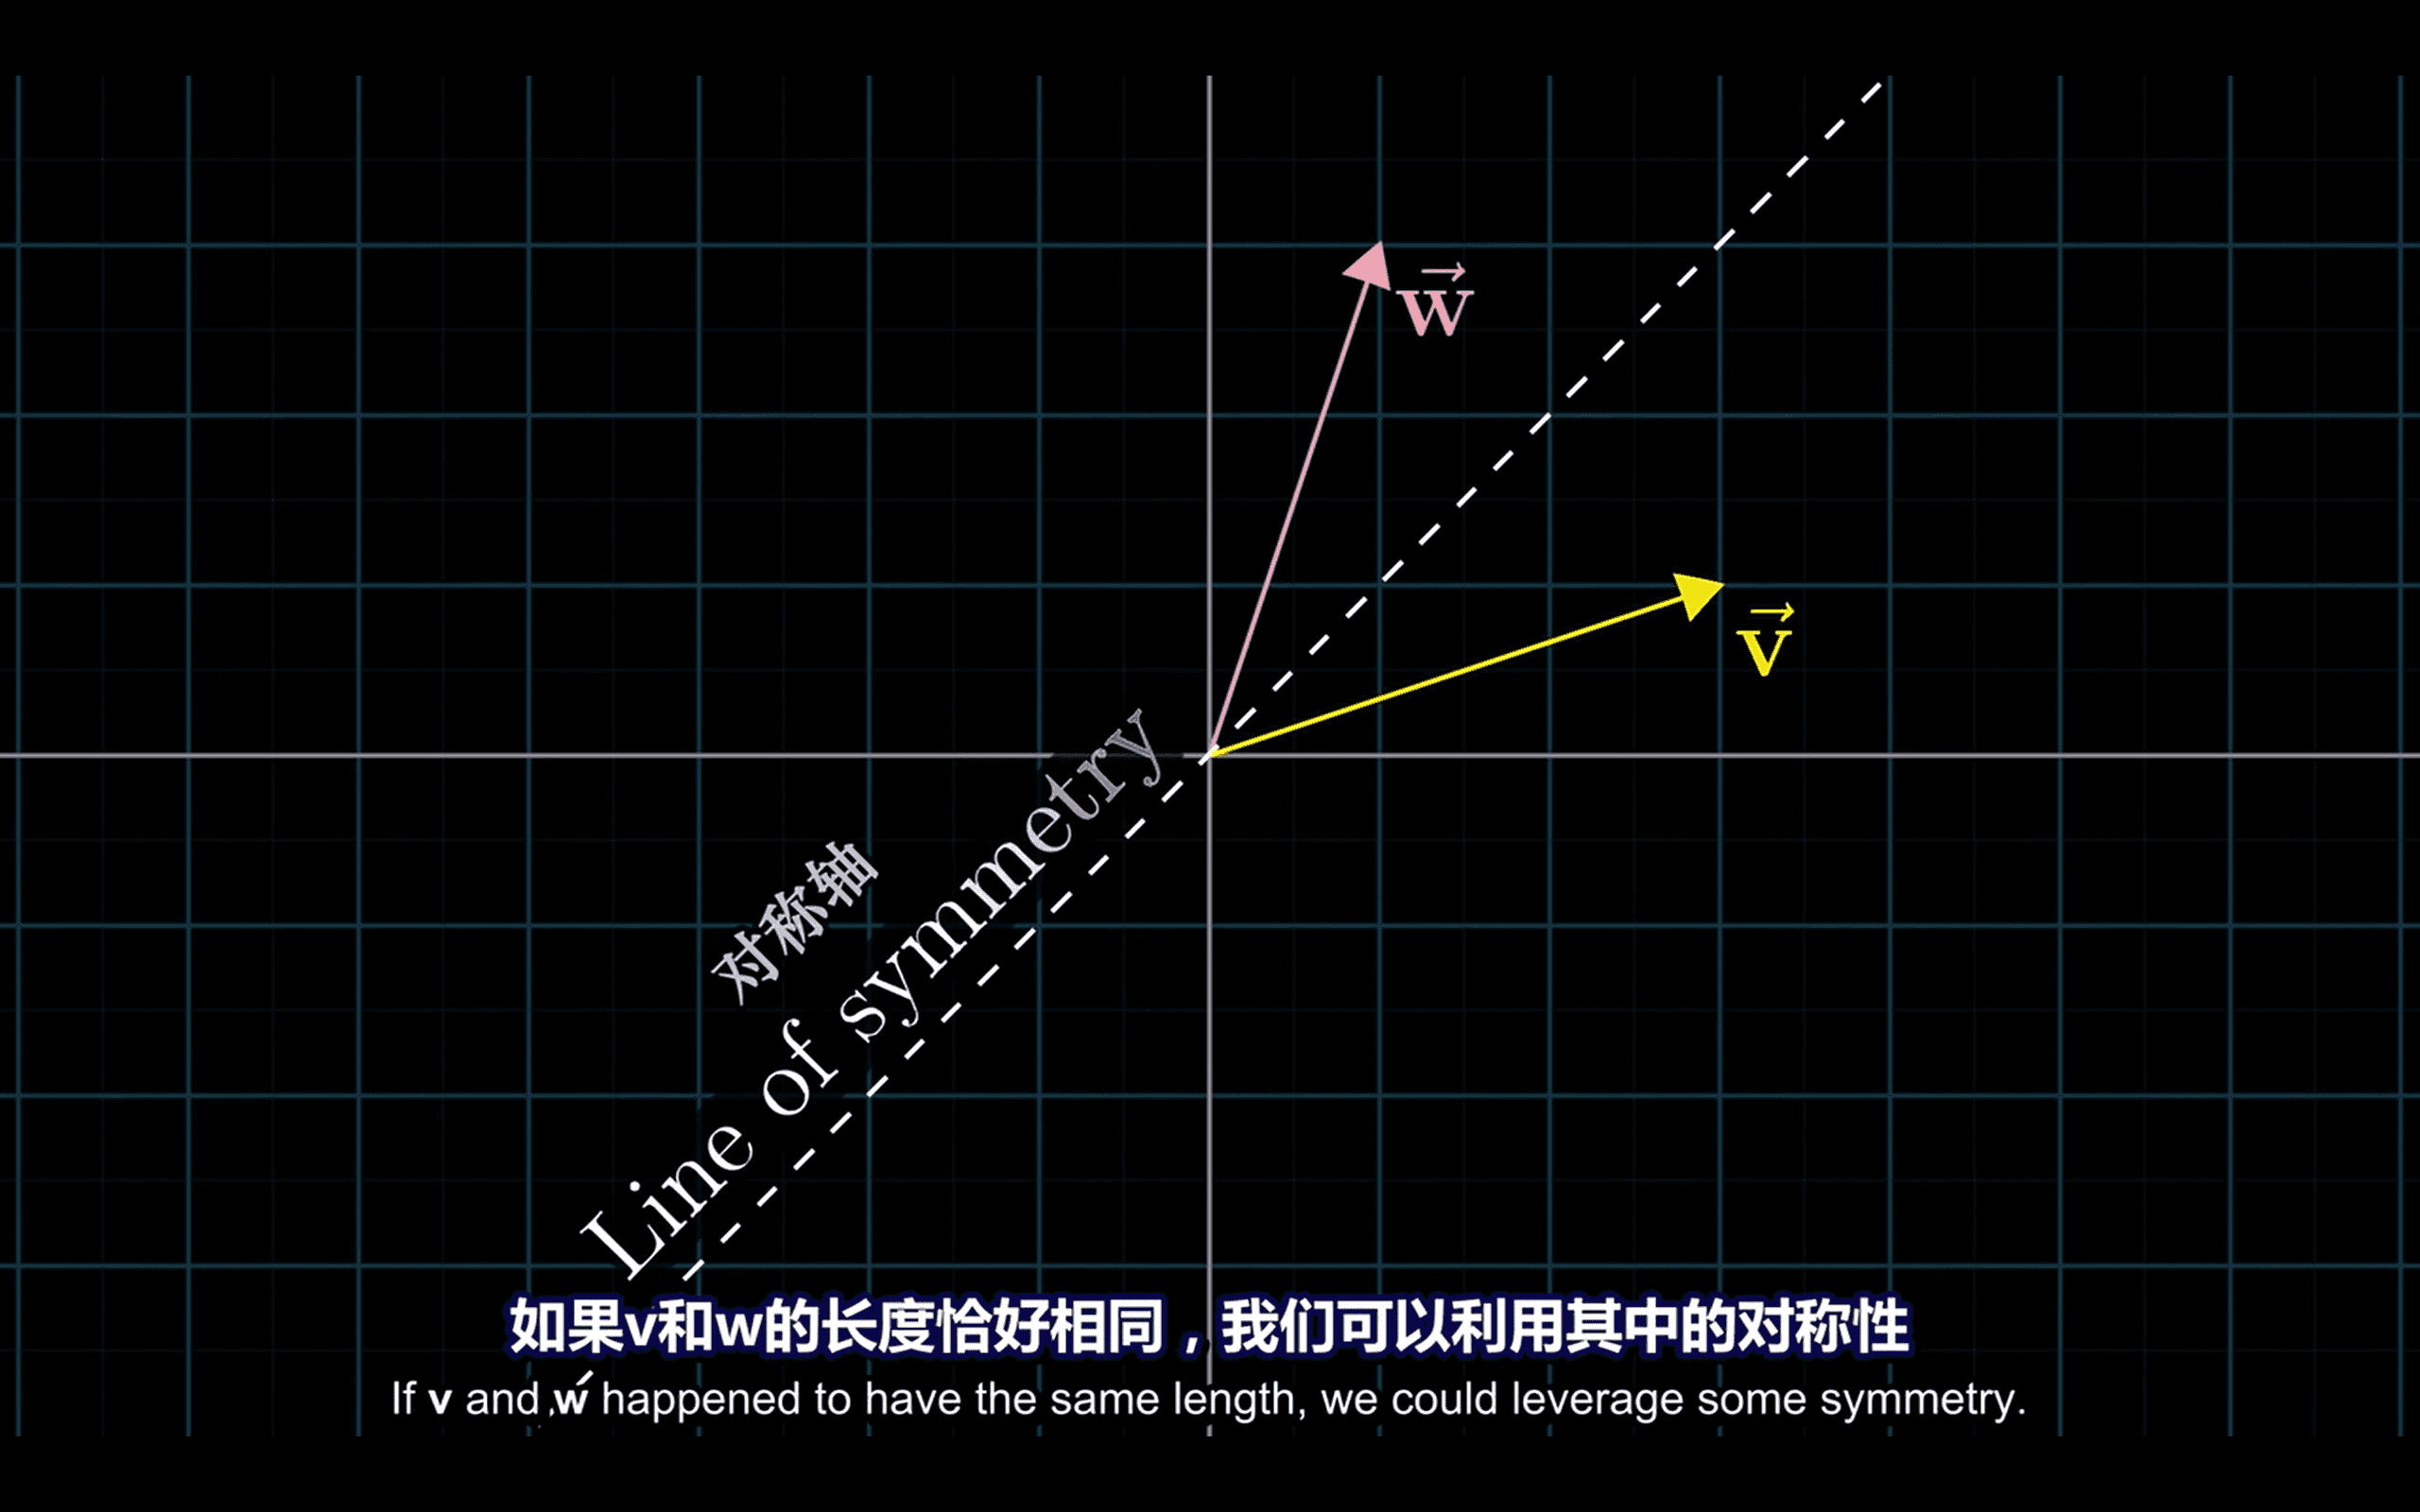 w
v
对称轴
Line of symmetry
如果v和w的长度恰好相同，我们可以利用其中的对称性
If v and w happened to have the same length, we could leverage some symmetry.